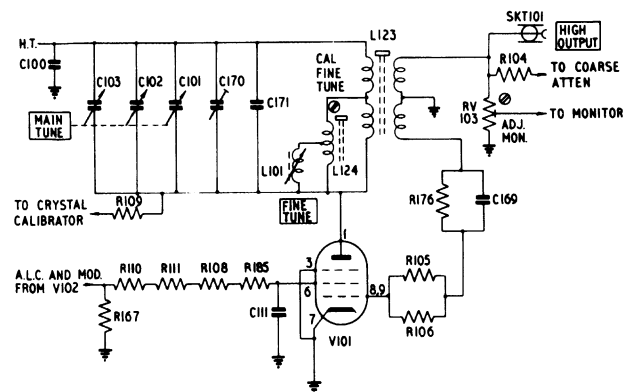 L123
SKT101
HIGH
OUTPUT
H.T.
C100
C103
C102
C101
C170
C171
CAL
FINE
TUNE
R104
TO COARSE
ATTEN
RV
103
TO MONITOR
ADJ.
MON.
MAIN
TUNE
L101
L124
FINE
TUNE
R109
TO CRYSTAL
CALIBRATOR
R176
C169
1
3
6
7
8,9
A.L.C. AND MOD.
FROM V102
R110
R111
R108
R185
R105
R106
R167
C111
V101